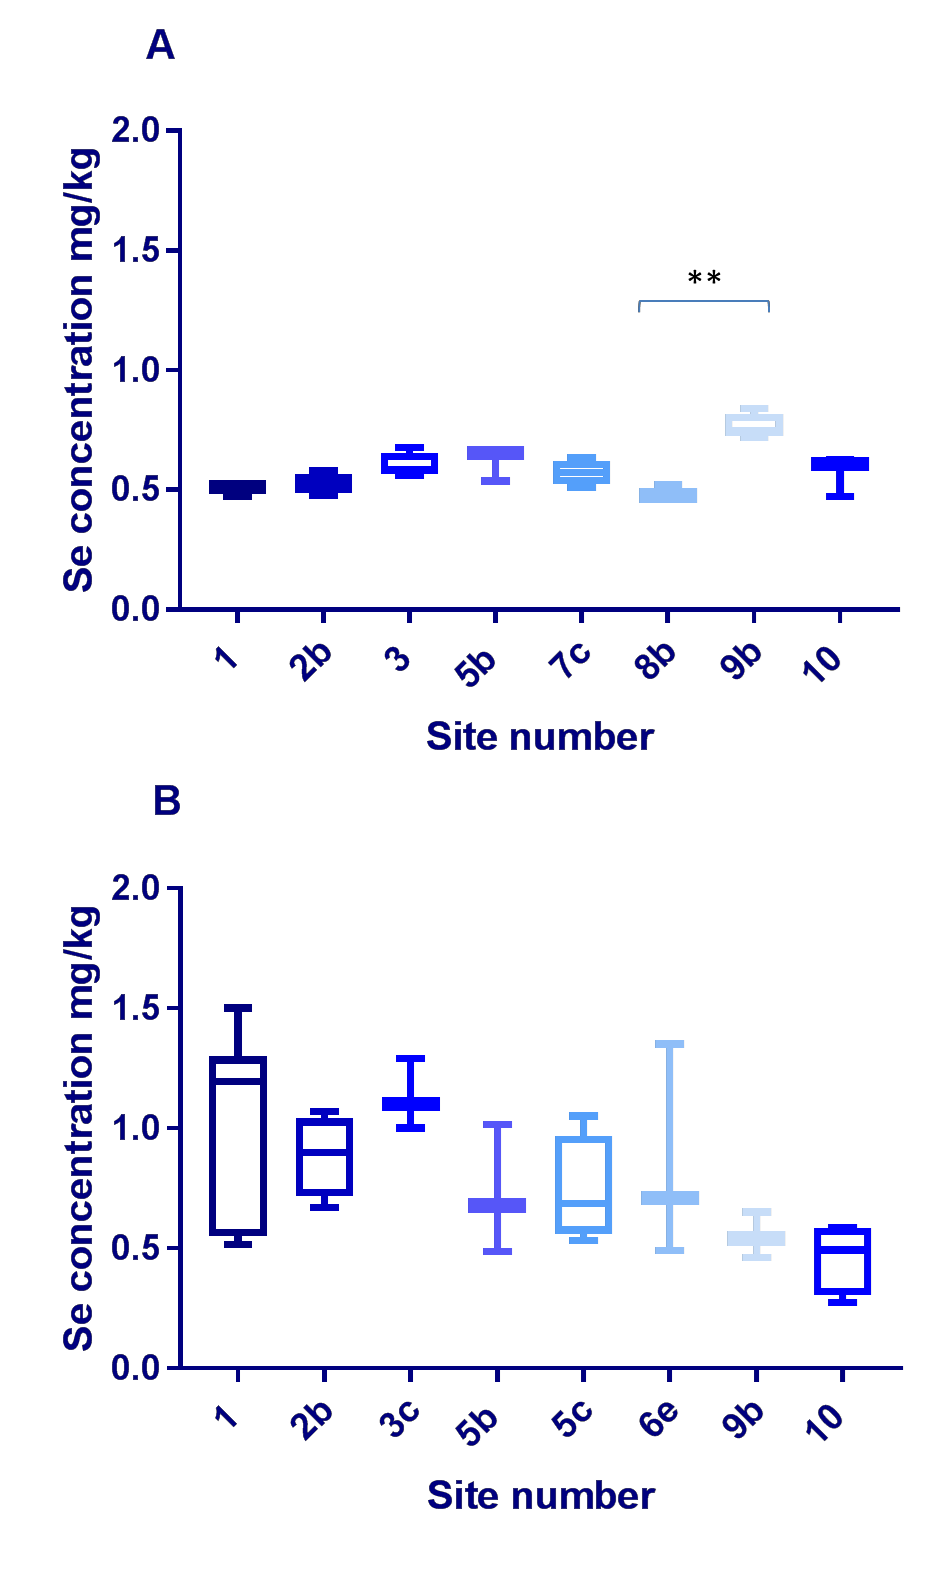 A
Se concentration mg/kg
2.0
1.5
1.0
0.5
0.0
**
1 2b 3 5b 7c 8b 9b 10
Site number
B
Se concentration mg/kg
2.0
1.5
1.0
0.5
0.0
1 2b 3c 5b 5c 6e 9b 10
Site number